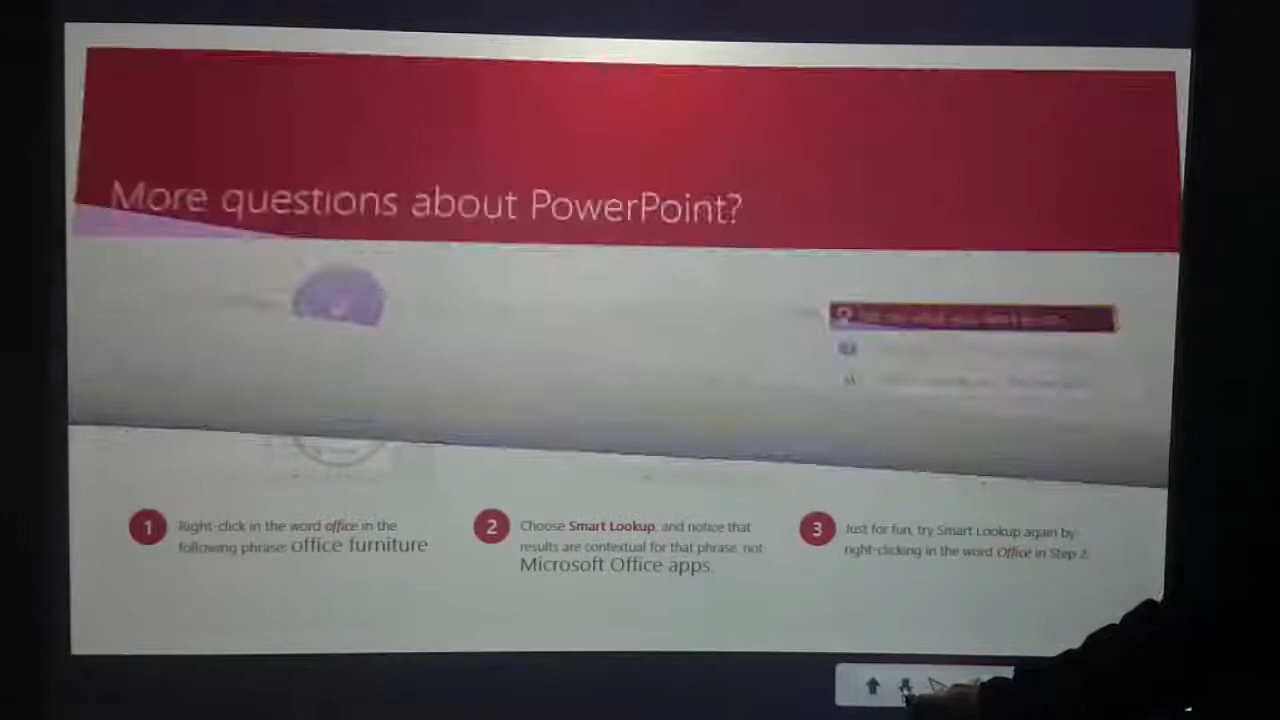 More questions about PowerPoint?
1
Right-click in the word office in the
following phrase: office furniture
2
Choose Smart Lookup, and notice that
results are contextual for that phrase, not
Microsoft Office apps.
3
Just for fun, try Smart Lookup again by
right-clicking in the word Office in Step 2.